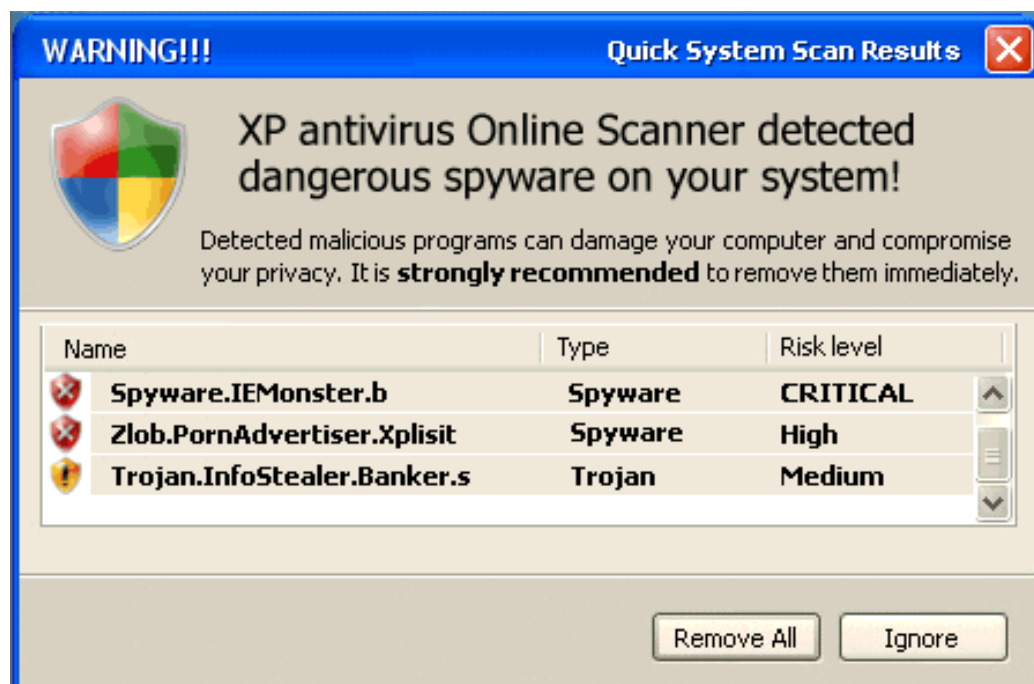 WARNING!!! Quick System Scan Results
XP antivirus Online Scanner detected
dangerous spyware on your system!
Detected malicious programs can damage your computer and compromise
your privacy. It is strongly recommended to remove them immediately.
Name Type Risk level
Spyware.IEMonster.b Spyware CRITICAL
Zlob.PornAdvertiser.Xplisit Spyware High
Trojan.InfoStealer.Banker.s Trojan Medium
Remove All Ignore